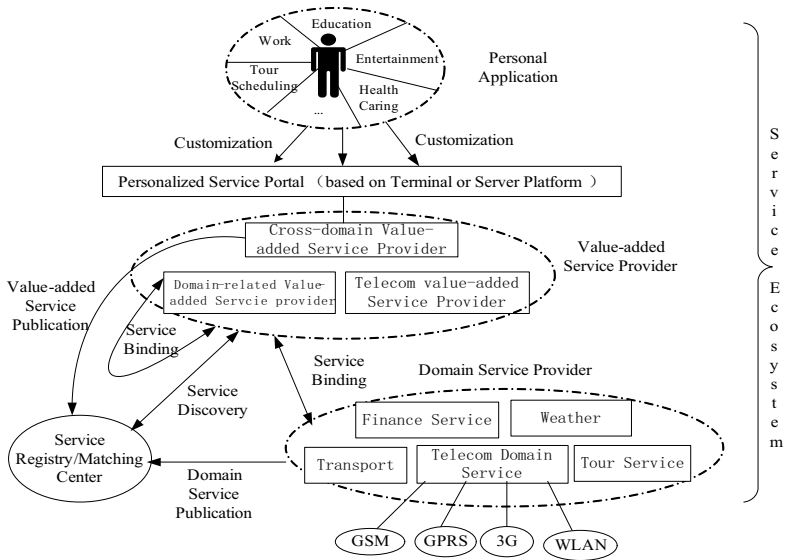 Education
Work
Entertainment
Tour
Scheduling
Health
Caring
...
Personal
Application
Customization
Customization
Personalized Service Portal （based on Terminal or Server Platform ）
Cross-domain Value-
added Service Provider
Domain-related Value-
added Servcie provider
Telecom value-added
Service Provider
Value-added
Service Provider
Value-added
Service
Publication
Service
Binding
Service
Discovery
Service
Binding
Domain Service Provider
Finance Service
Weather
Transport
Telecom Domain
Service
Tour Service
Service
Registry/Matching
Center
Domain
Service
Publication
GSM
GPRS
3G
WLAN
Service Ecosystem